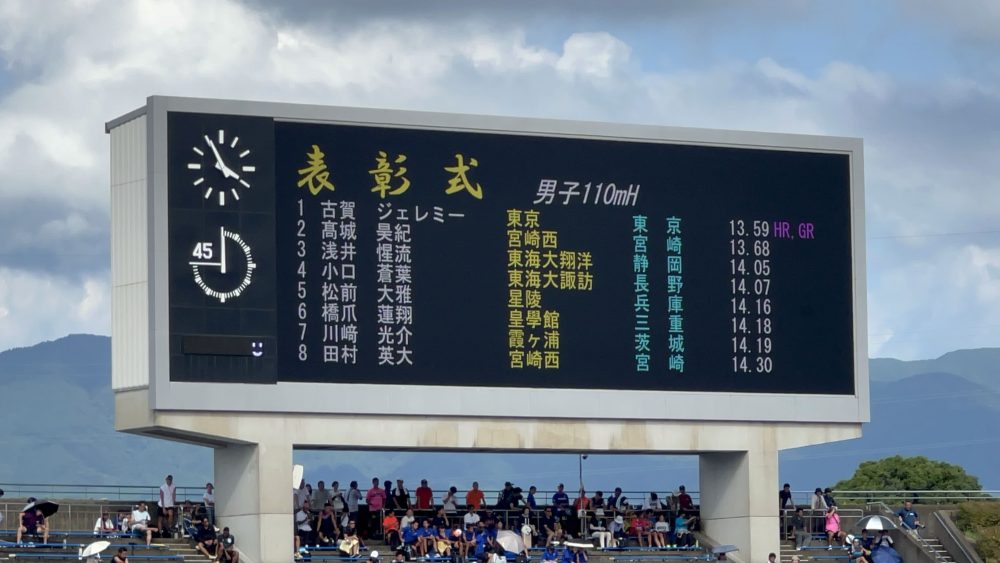 表彰式 男子110mH
1 古賀 ジェレミー 東京 東京 13.59 HR,GR
2 髙城 昊紀 宮崎西 宮崎 13.68
3 浅井 惺流 東海大翔洋 静岡 14.05
4 小口 蒼葉 東海大諏訪 長野 14.07
5 松前 大雅 星陵 兵庫 14.16
6 橋爪 蓮翔 皇學館 三重 14.18
7 川﨑 光介 霞ヶ浦 茨城 14.19
8 田村 英大 宮崎西 宮崎 14.30
45